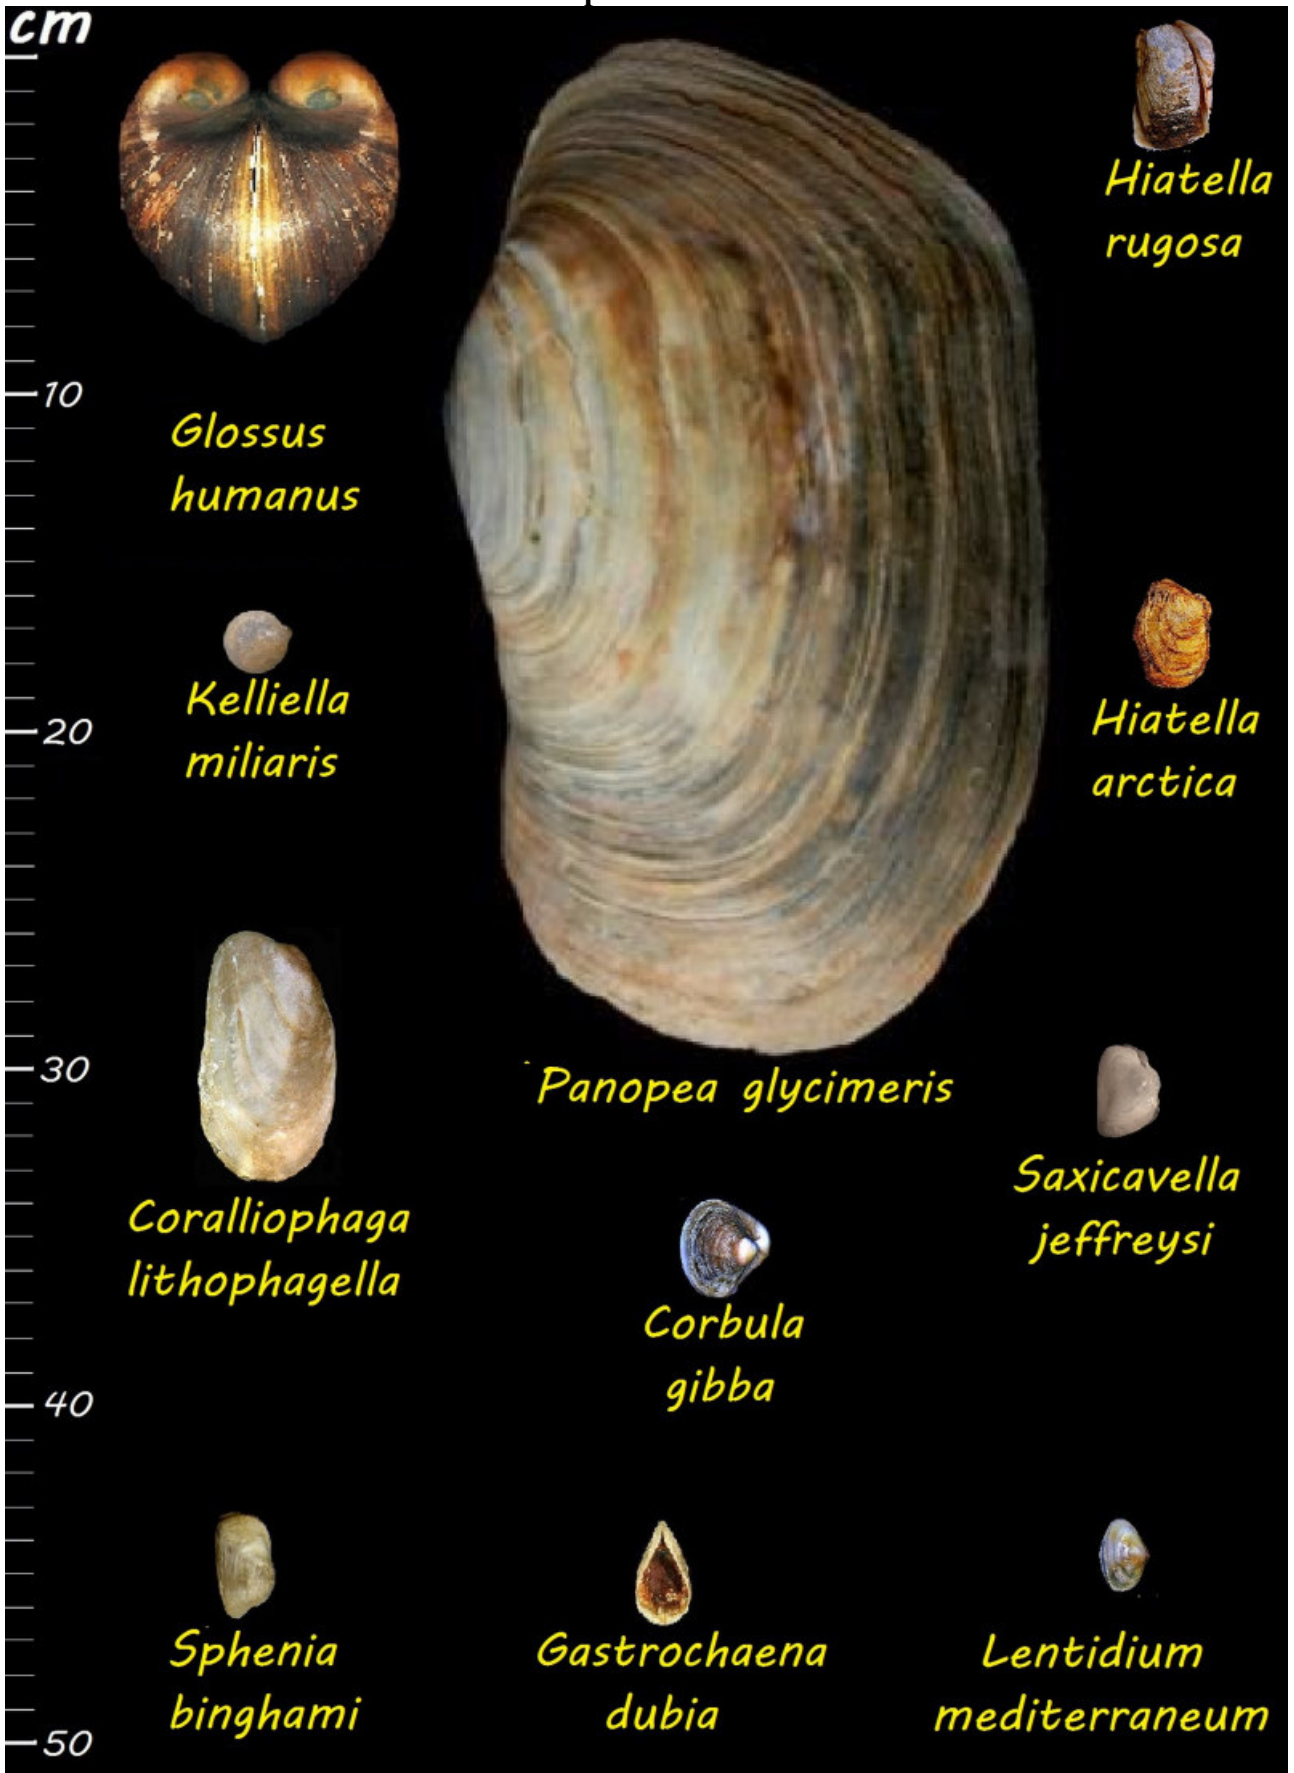 cm
Hiatella
rugosa
10
Glossus
humanus
Kelliella
miliaris
20
Hiatella
arctica
30
Panopea glycimeris
Saxicavella
jeffreysi
Coralliophaga
lithophagella
Corbula
gibba
40
Sphenia
binghami
Gastrochaena
dubia
Lentidium
mediterraneum
50